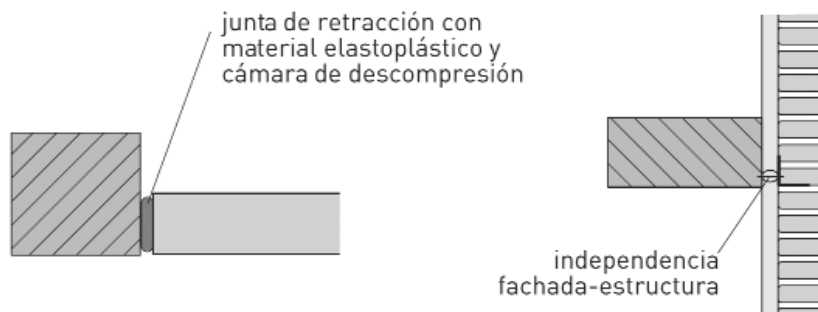 junta de retracción con
material elastoplástico y
cámara de descompresión
independencia
fachada-estructura